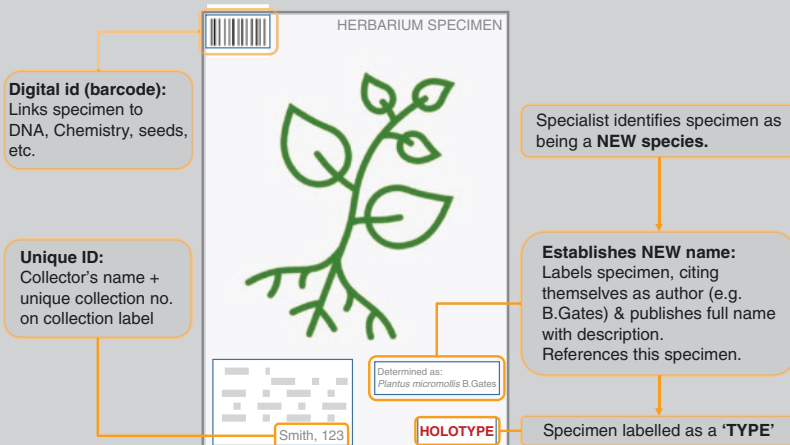 HERBARIUM SPECIMEN
Digital id (barcode):
Links specimen to
DNA, Chemistry, seeds,
etc.
Unique ID:
Collector's name +
unique collection no.
on collection label
Specialist identifies specimen as
being a NEW species.
Establishes NEW name:
Labels specimen, citing
themselves as author (e.g.
B.Gates) & publishes full name
with description.
References this specimen.
Determined as:
Plantus micromollis B.Gates
Smith, 123
HOLOTYPE
Specimen labelled as a ‘TYPE’